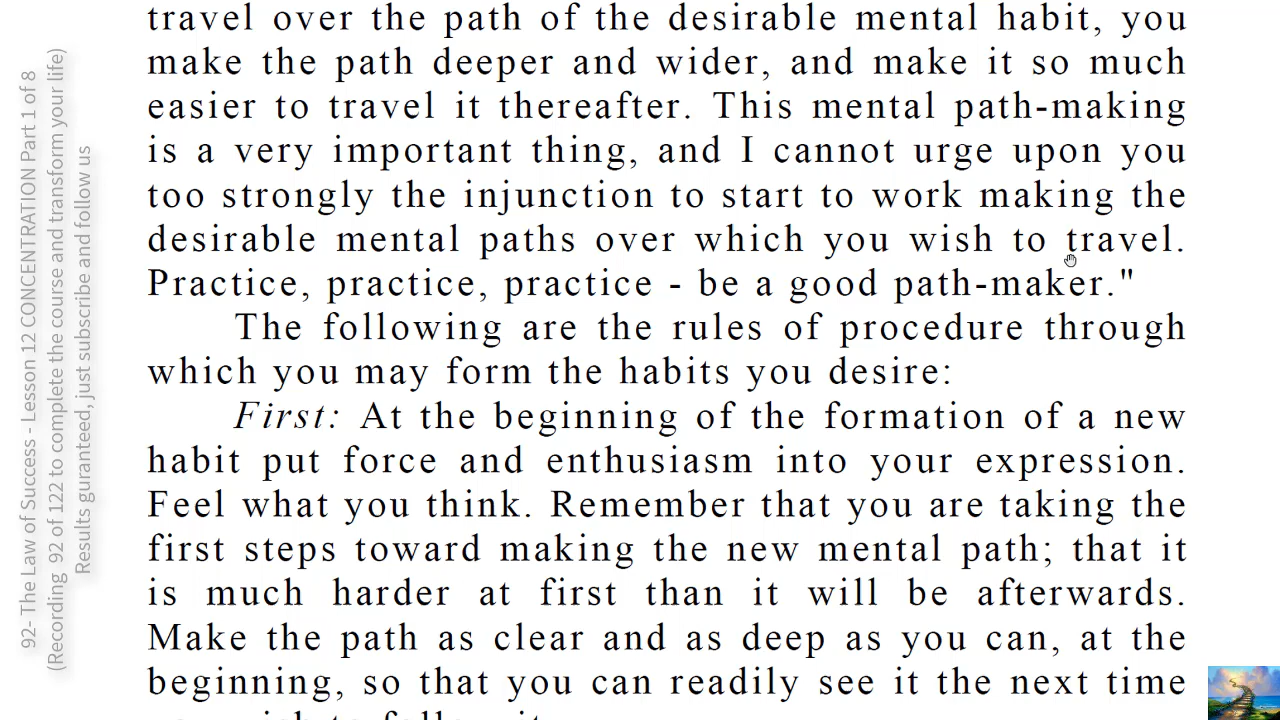 travel over the path of the desirable mental habit, you
make the path deeper and wider, and make it so much
easier to travel it thereafter. This mental path-making
is a very important thing, and I cannot urge upon you
too strongly the injunction to start to work making the
desirable mental paths over which you wish to travel.
Practice, practice, practice - be a good path-maker."
The following are the rules of procedure through
which you may form the habits you desire:
First: At the beginning of the formation of a new
habit put force and enthusiasm into your expression.
Feel what you think. Remember that you are taking the
first steps toward making the new mental path; that it
is much harder at first than it will be afterwards.
Make the path as clear and as deep as you can, at the
beginning, so that you can readily see it the next time
92- The Law of Success - Lesson 12 CONCENTRATION Part 1 of 8
(Recording 92 of 122 to complete the course and transform your life)
Results guranteed, just subscribe and follow us